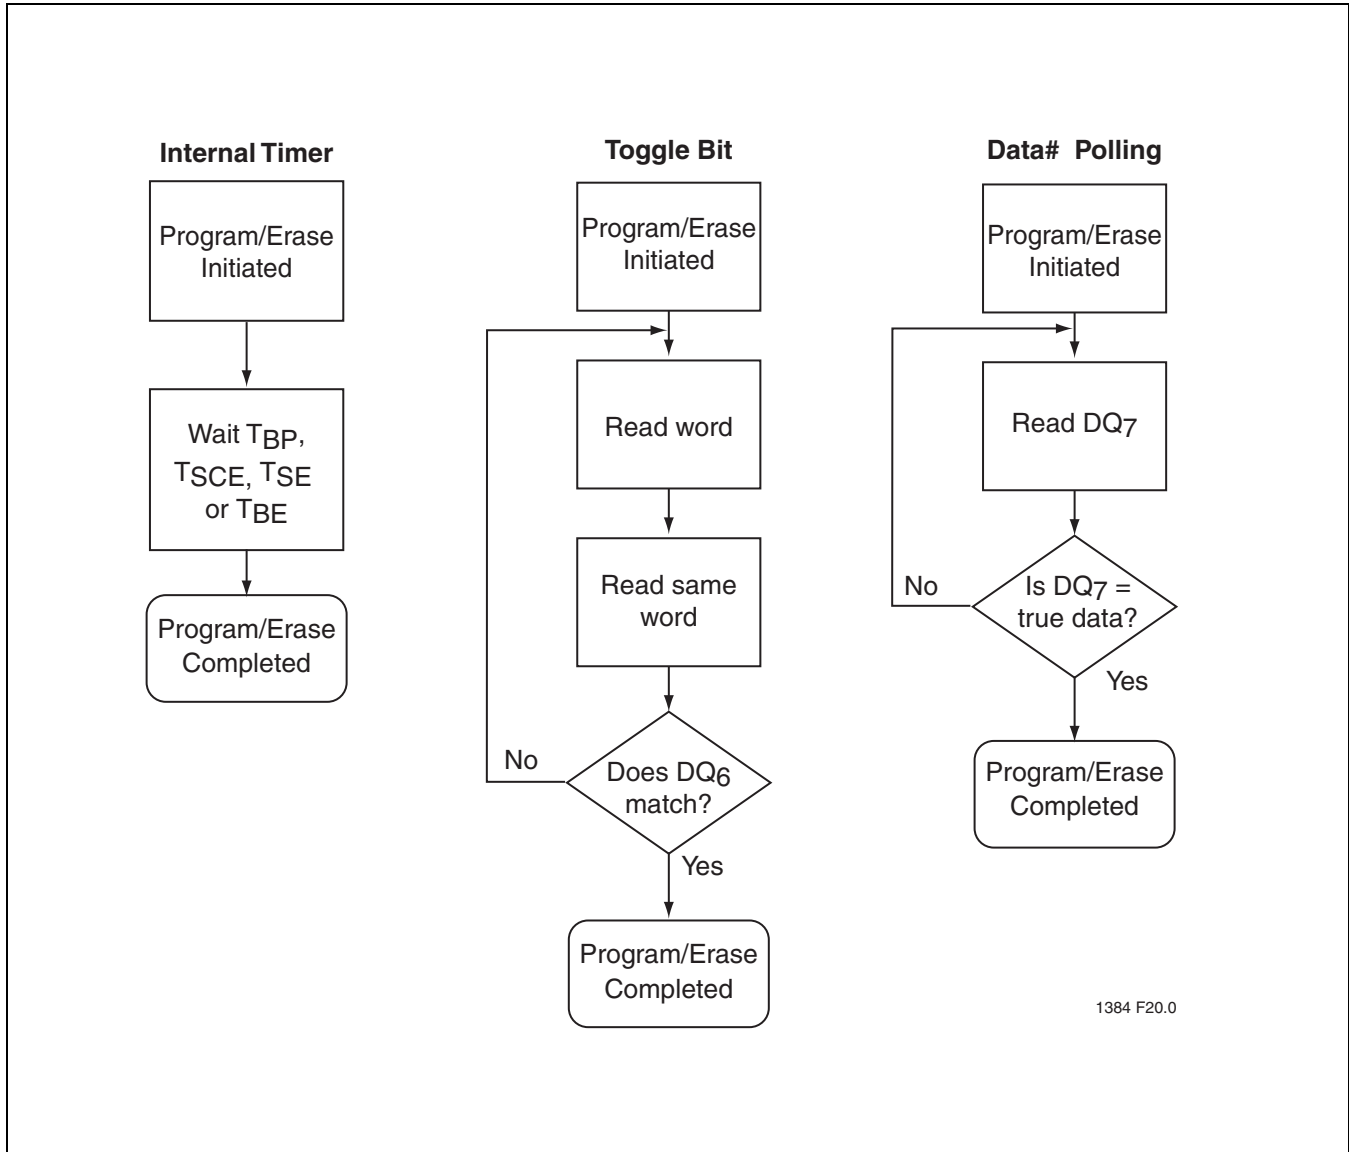 Internal Timer
Program/Erase
Initiated
Wait TBP,
TSCE, TSE
or TBE
Program/Erase
Completed
Toggle Bit
Program/Erase
Initiated
Read word
Read same
word
Does DQ6
match?
No
Yes
Program/Erase
Completed
Data# Polling
Program/Erase
Initiated
Read DQ7
Is DQ7 =
true data?
No
Yes
Program/Erase
Completed
1384 F20.0